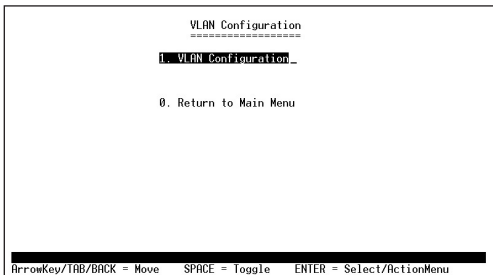 VLAN Configuration
==================
1. VLAN Configuration_
0. Return to Main Menu
ArrowKey/TAB/BACK = Move    SPACE = Toggle    ENTER = Select/ActionMenu